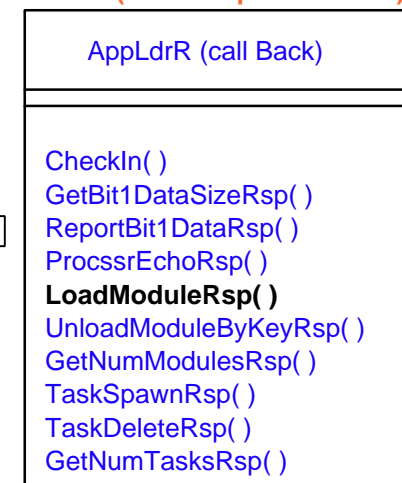 AppLdrR (call Back)
CheckIn( )
GetBit1DataSizeRsp( )
ReportBit1DataRsp( )
ProcssrEchoRsp( )
LoadModuleRsp( )
UnloadModuleByKeyRsp( )
GetNumModulesRsp( )
TaskSpawnRsp( )
TaskDeleteRsp( )
GetNumTasksRsp( )